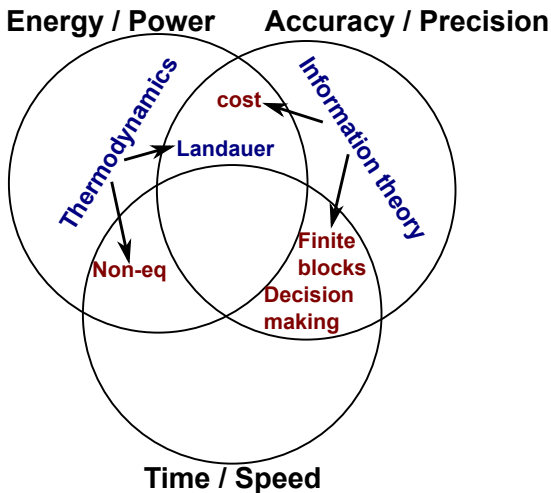 Energy / Power
Accuracy / Precision
Thermodynamics
Information theory
cost
Landauer
Non-eq
Finite
blocks
Decision
making
Time / Speed